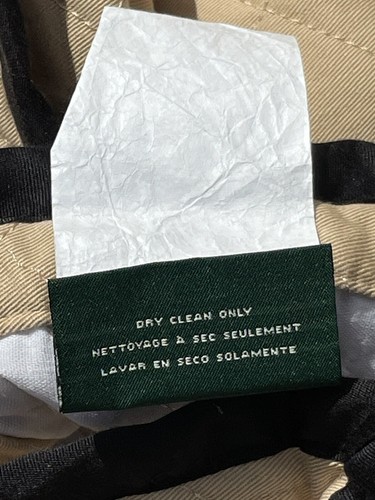 DRY CLEAN ONLY
NETTOYAGE À SEC SEULEMENT
LAVAR EN SECO SOLAMENTE